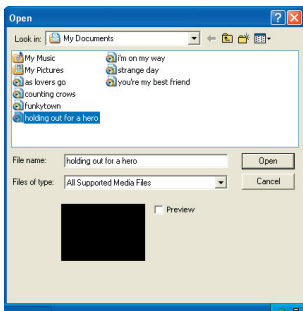 Open
Look in: My Documents
My Music
My Pictures
as lovers go
counting crows
funkytown
holding out for a hero
i'm on my way
strange day
you're my best friend
File name: holding out for a hero Open
Files of type: All Supported Media Files Cancel
Preview